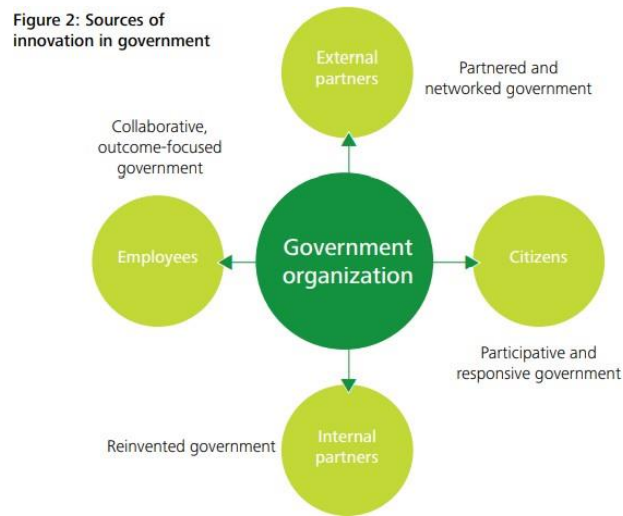 Figure 2: Sources of
innovation in government
External
partners
Partnered and
networked government
Collaborative,
outcome-focused
government
Employees
Government
organization
Citizens
Participative and
responsive government
Reinvented government
Internal
partners